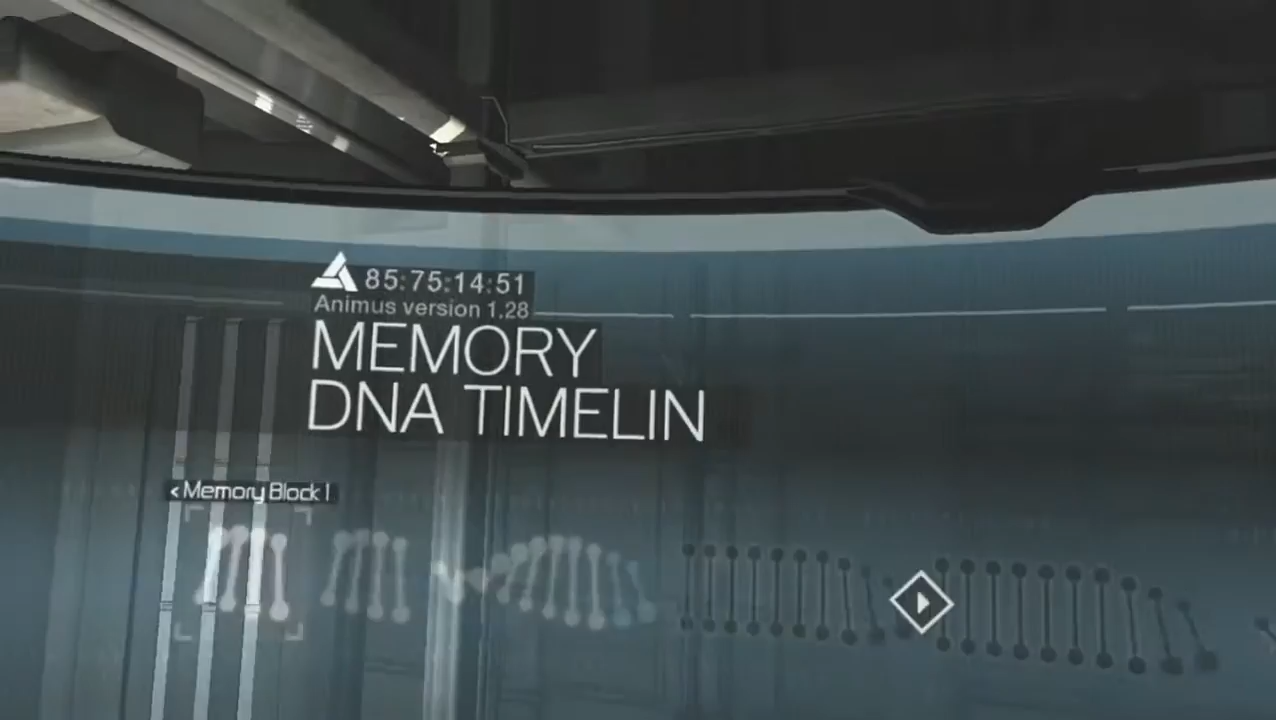 85:75:14:51
Animus version 1.28
MEMORY
DNA TIMELIN
< Memory Block 1